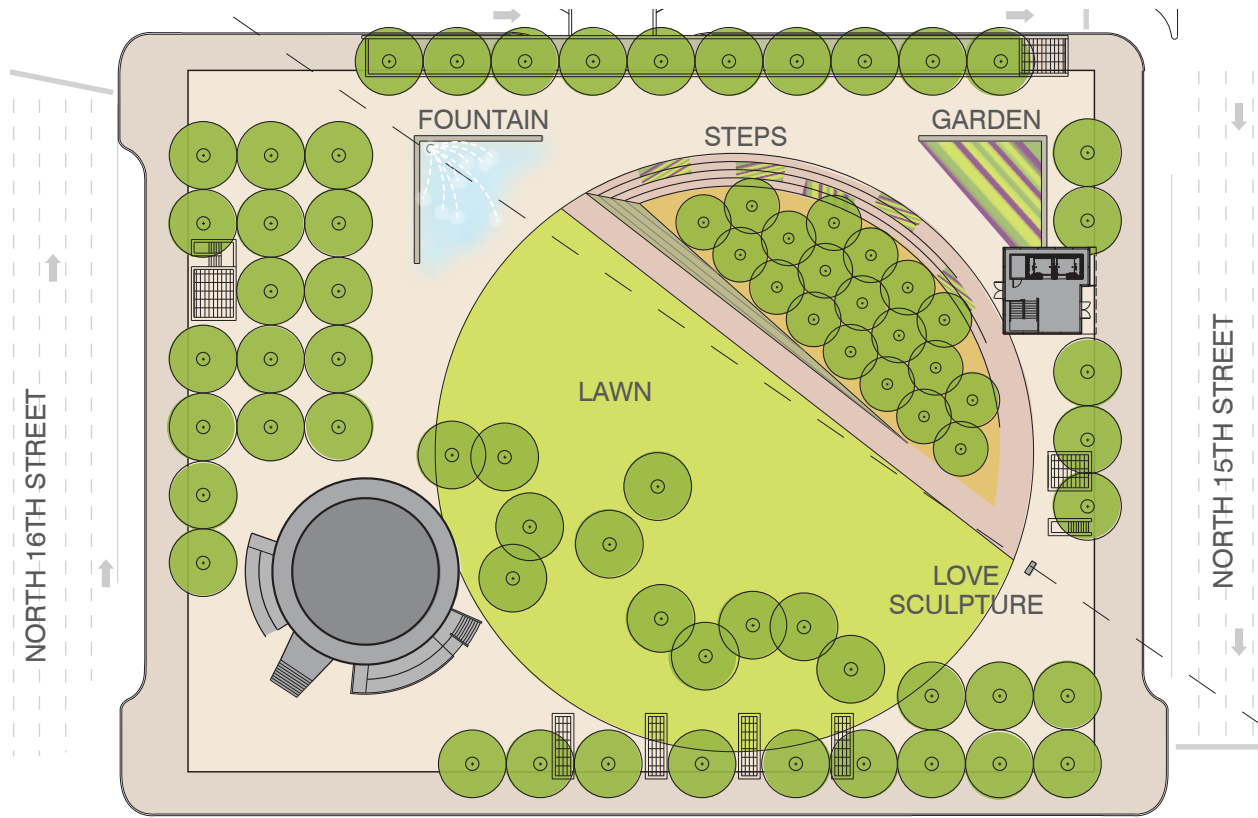 FOUNTAIN
STEPS
GARDEN
LAWN
LOVE
SCULPTURE
NORTH 16TH STREET
NORTH 15TH STREET